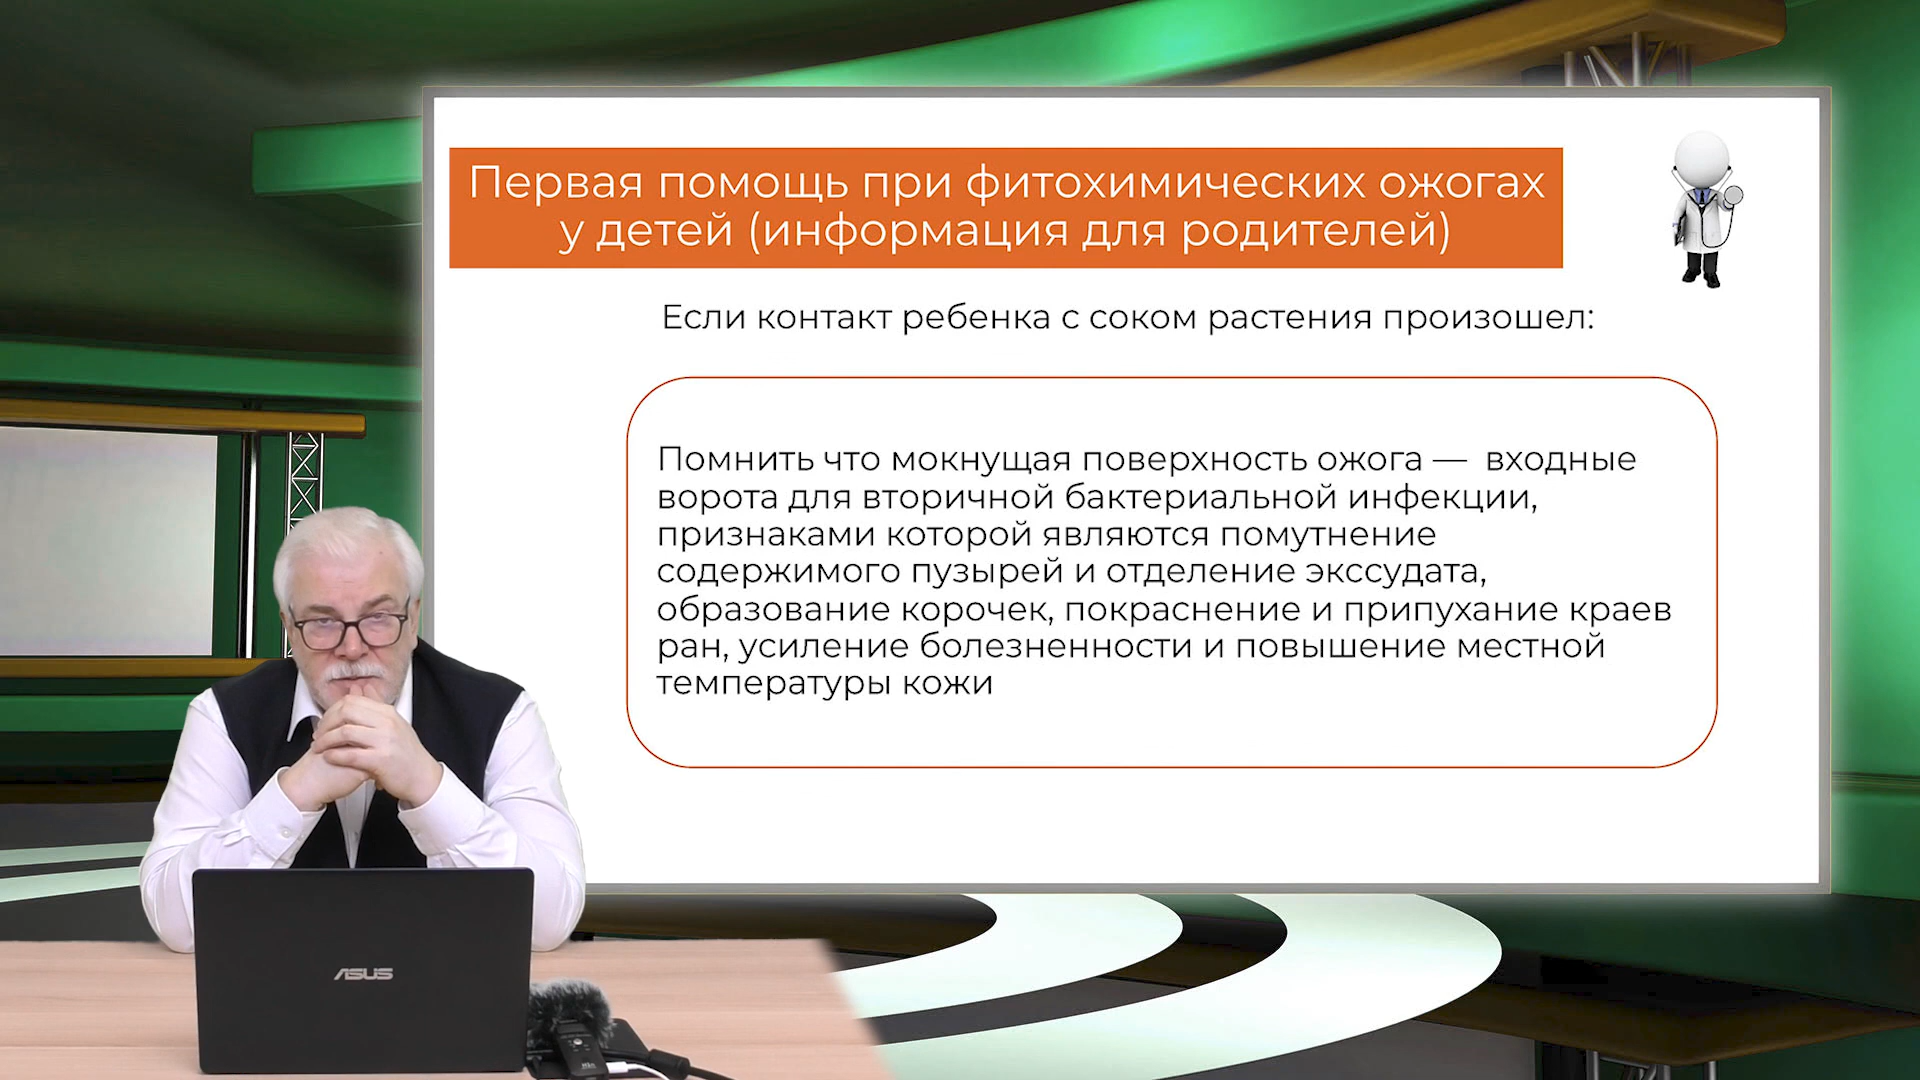 Первая помощь при фитохимических ожогах
у детей (информация для родителей)
Если контакт ребенка с соком растения произошел:
Помнить что мокнущая поверхность ожога — входные
ворота для вторичной бактериальной инфекции,
признаками которой являются помутнение
содержимого пузырей и отделение экссудата,
образование корочек, покраснение и припухание краев
ран, усиление болезненности и повышение местной
температуры кожи
ASUS